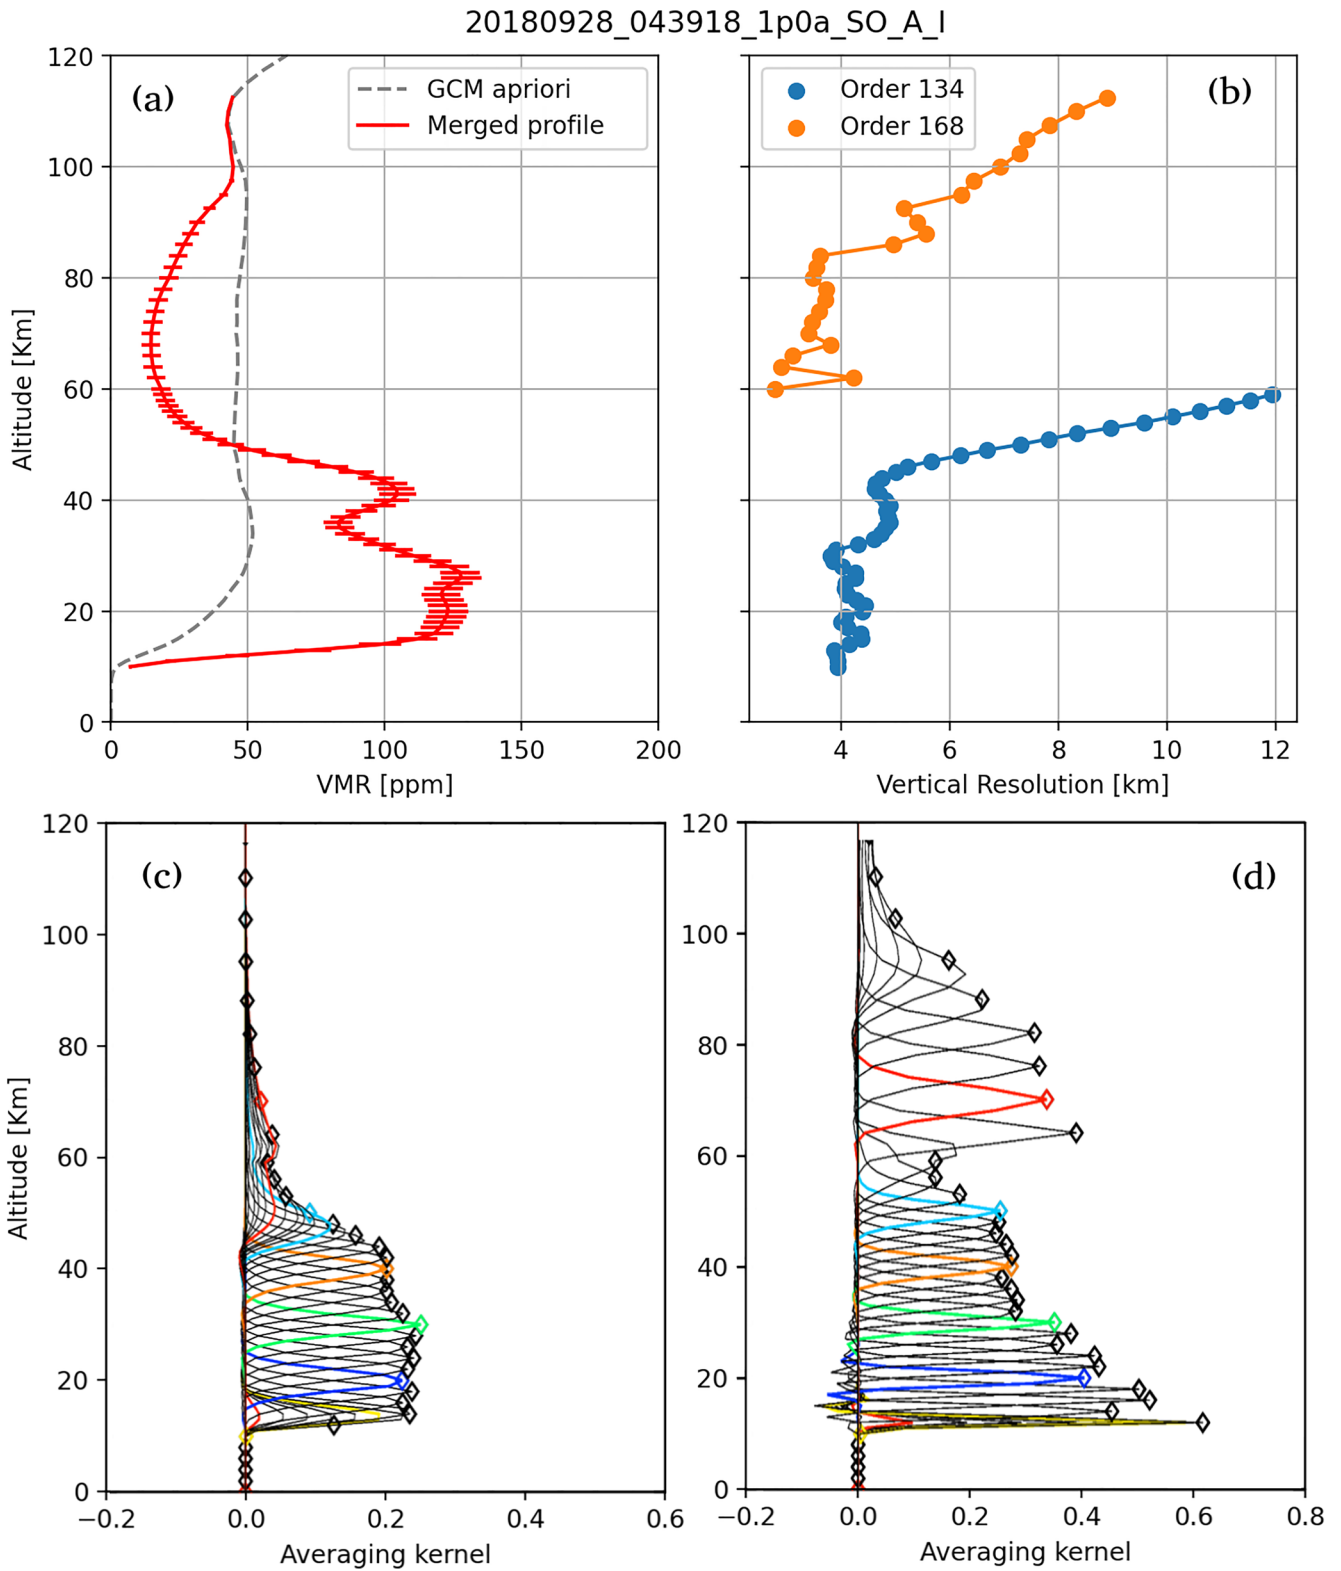 20180928_043918_1p0a_SO_A_I
(a)
GCM apriori
Merged profile
120
100
80
60
40
20
0
Altitude [Km]
0 50 100 150 200
VMR [ppm]
Order 134
Order 168
(b)
4 6 8 10 12
Vertical Resolution [km]
(c)
120
100
80
60
40
20
0
Altitude [Km]
−0.2 0.0 0.2 0.4 0.6
Averaging kernel
(d)
120
100
80
60
40
20
0
−0.2 0.0 0.2 0.4 0.6 0.8
Averaging kernel